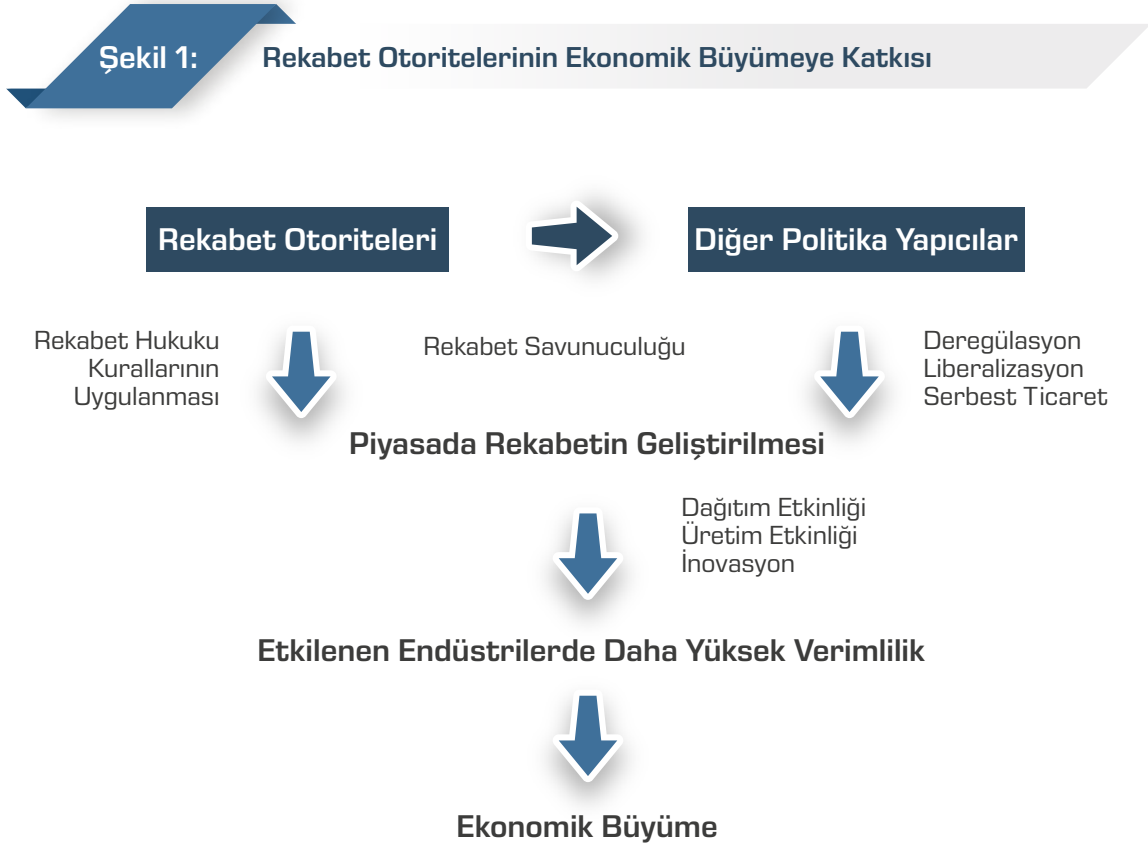 Şekil 1:
Rekabet Otoritelerinin Ekonomik Büyümeye Katkısı
Rekabet Otoriteleri
Diğer Politika Yapıcılar
Rekabet Hukuku
Kurallarının
Uygulanması
Rekabet Savunuculuğu
Deregülasyon
Liberalizasyon
Serbest Ticaret
Piyasada Rekabetin Geliştirilmesi
Dağıtım Etkinliği
Üretim Etkinliği
İnovasyon
Etkilenen Endüstrilerde Daha Yüksek Verimlilik
Ekonomik Büyüme